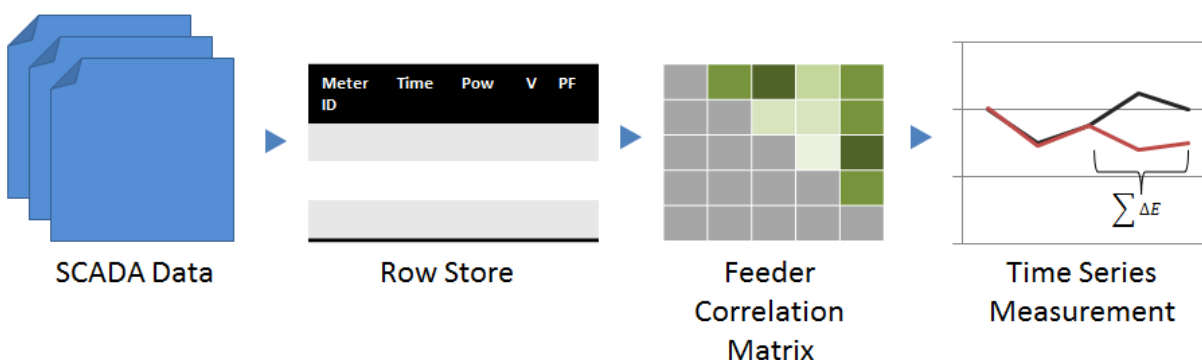 Meter Time Pow V PF
ID
∑ ΔE
SCADA Data
Row Store
Feeder
Correlation
Matrix
Time Series
Measurement